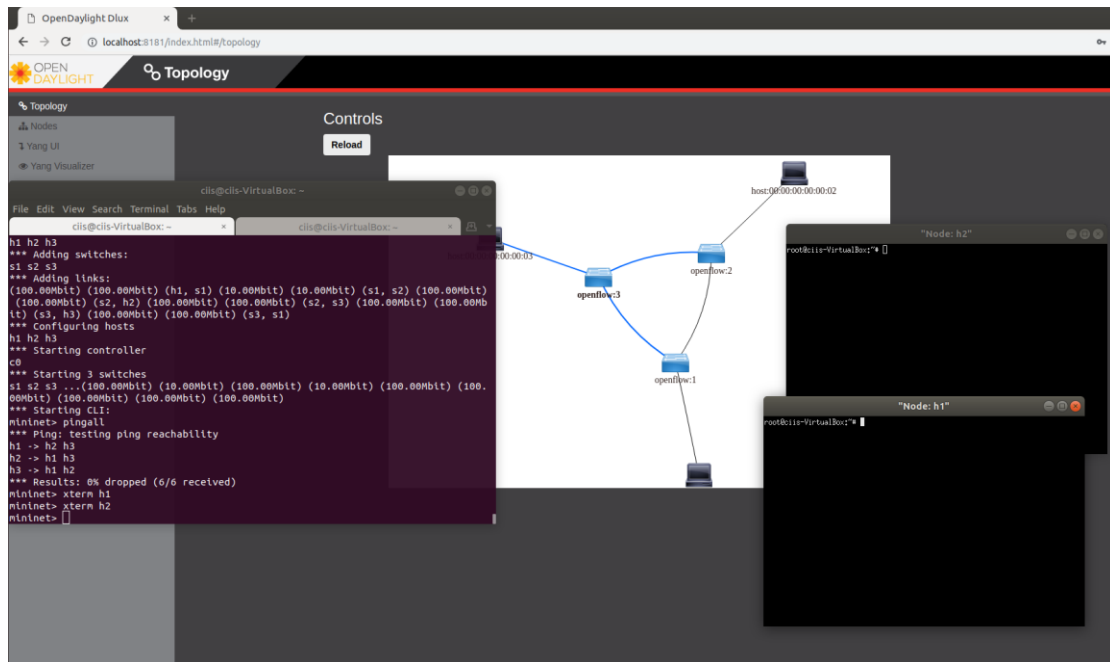 OpenDaylight Dlux
localhost:8181/index.html#/topology
OPEN
DAYLIGHT
Topology
Topology
Nodes
Yang UI
Yang Visualizer
Controls
Reload
host:00:00:00:00:00:02
:00:00:03
openflow:2
openflow:3
openflow:1
ciis@ciis-VirtualBox: ~
File Edit View Search Terminal Tabs Help
ciis@ciis-VirtualBox: ~
ciis@ciis-VirtualBox: ~
h1 h2 h3
*** Adding switches:
s1 s2 s3
*** Adding links:
(100.00Mbit) (100.00Mbit) (h1, s1) (10.00Mbit) (10.00Mbit) (s1, s2) (100.00Mbit)
(100.00Mbit) (s2, h2) (100.00Mbit) (100.00Mbit) (s2, s3) (100.00Mbit) (100.00Mb
it) (s3, h3) (100.00Mbit) (100.00Mbit) (s3, s1)
*** Configuring hosts
h1 h2 h3
*** Starting controller
c0
*** Starting 3 switches
s1 s2 s3 ...(100.00Mbit) (10.00Mbit) (100.00Mbit) (10.00Mbit) (100.00Mbit) (100.
00Mbit) (100.00Mbit) (100.00Mbit) (100.00Mbit)
*** Starting CLI:
mininet> pingall
*** Ping: testing ping reachability
h1 -> h2 h3
h2 -> h1 h3
h3 -> h1 h2
*** Results: 0% dropped (6/6 received)
mininet> xterm h1
mininet> xterm h2
mininet>
"Node: h2"
root@ciis-VirtualBox:~#
"Node: h1"
root@ciis-VirtualBox:~#